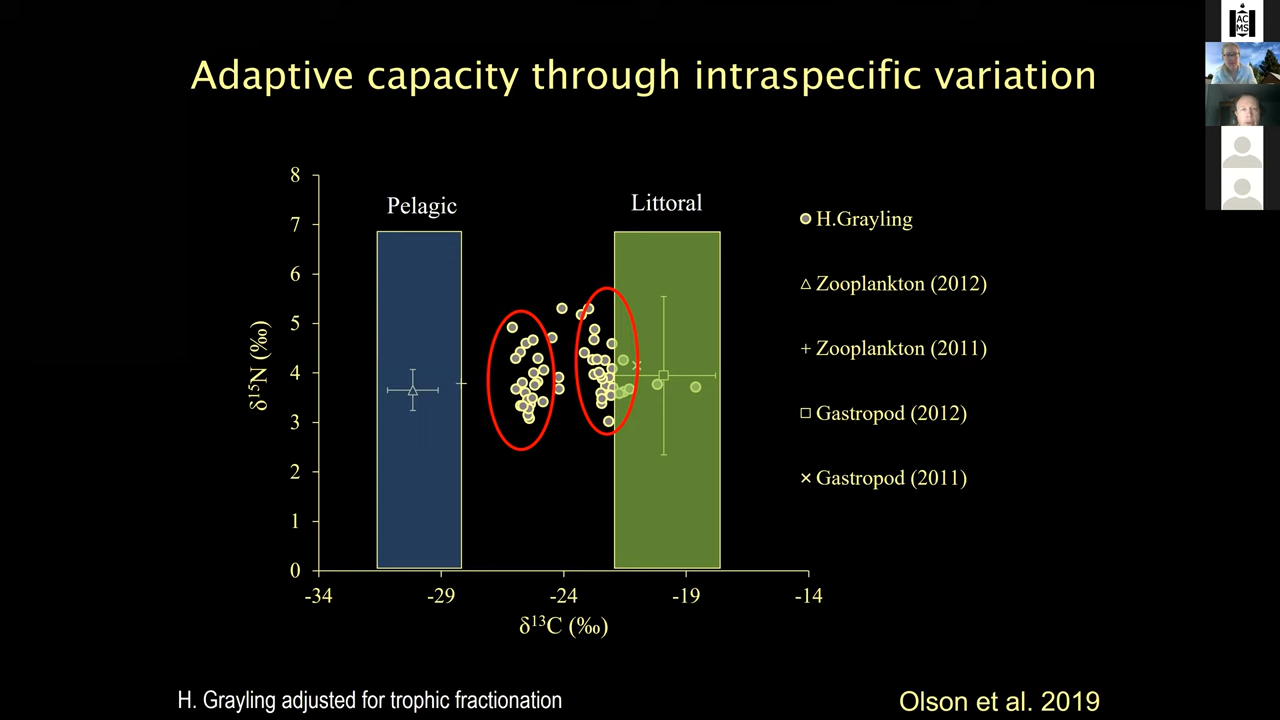 Adaptive capacity through intraspecific variation
AC
MS
8
7
6
5
4
3
2
1
0
δ¹⁵N (‰)
Pelagic
Littoral
H.Grayling
Zooplankton (2012)
Zooplankton (2011)
Gastropod (2012)
Gastropod (2011)
-34
-29
-24
-19
-14
δ¹³C (‰)
H. Grayling adjusted for trophic fractionation
Olson et al. 2019